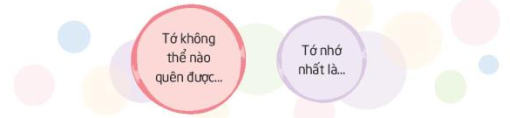 Tớ không
thể nào
quên được...
Tớ nhớ
nhất là...